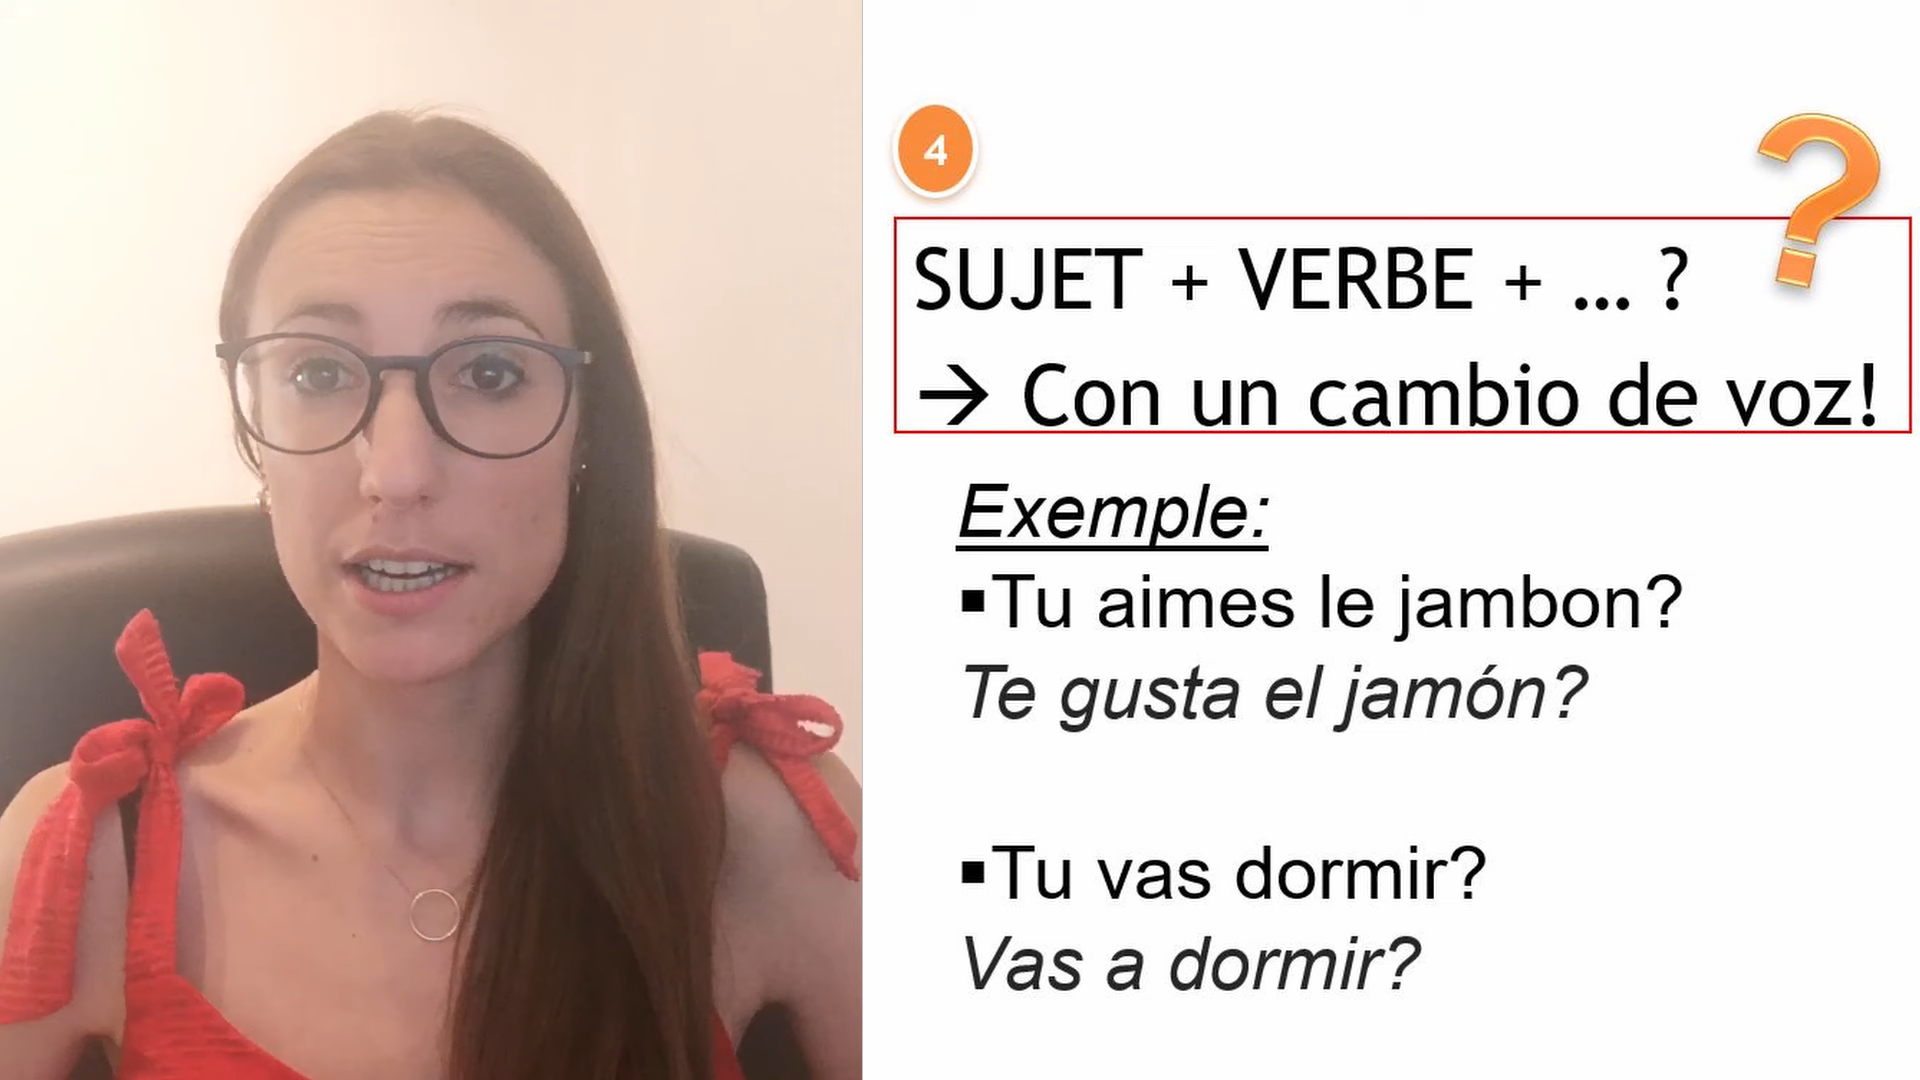 4
SUJET + VERBE + ... ?
→ Con un cambio de voz!
Exemple:
▪Tu aimes le jambon?
Te gusta el jamón?
▪Tu vas dormir?
Vas a dormir?